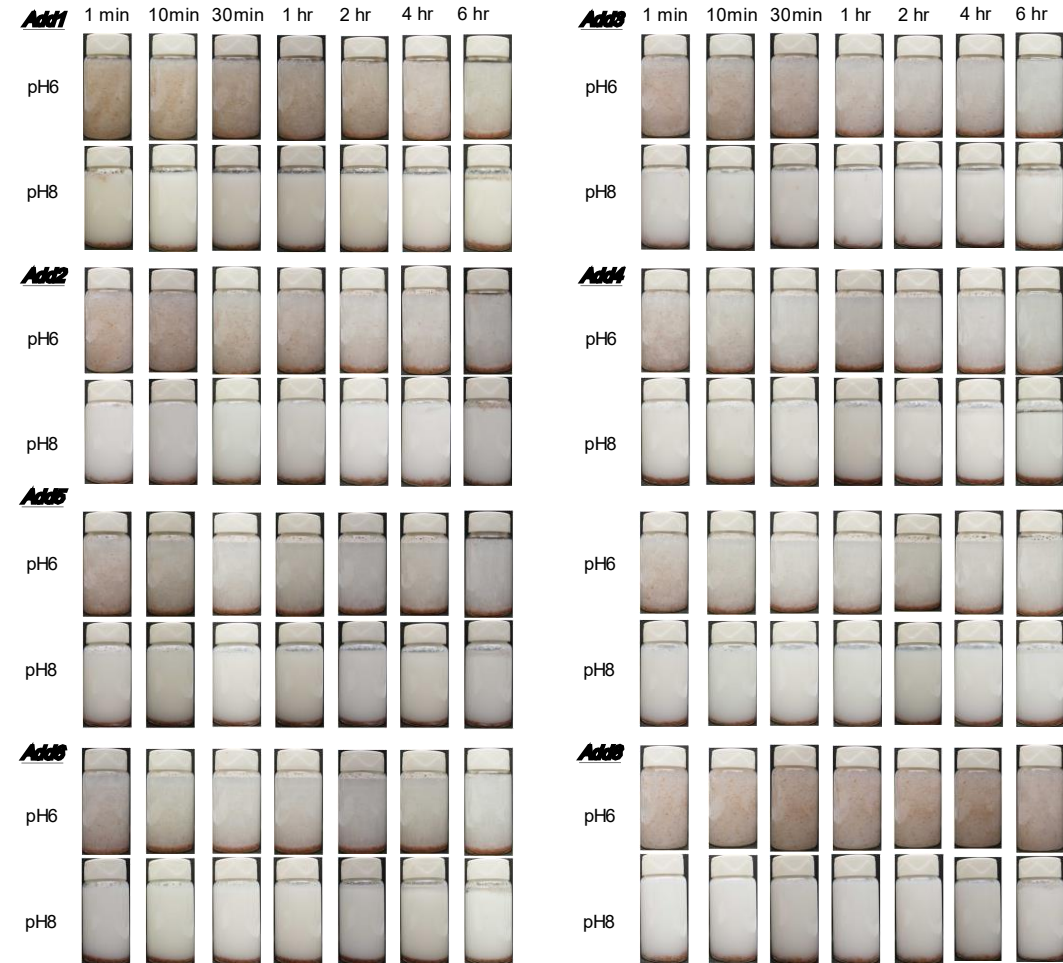 Add1 1 min 10min 30min 1 hr 2 hr 4 hr 6 hr
pH6
pH8
Add2
pH6
pH8
Add5
pH6
pH8
Add6
pH6
pH8
Add3 1 min 10min 30min 1 hr 2 hr 4 hr 6 hr
pH6
pH8
Add4
pH6
pH8
pH6
pH8
Add8
pH6
pH8